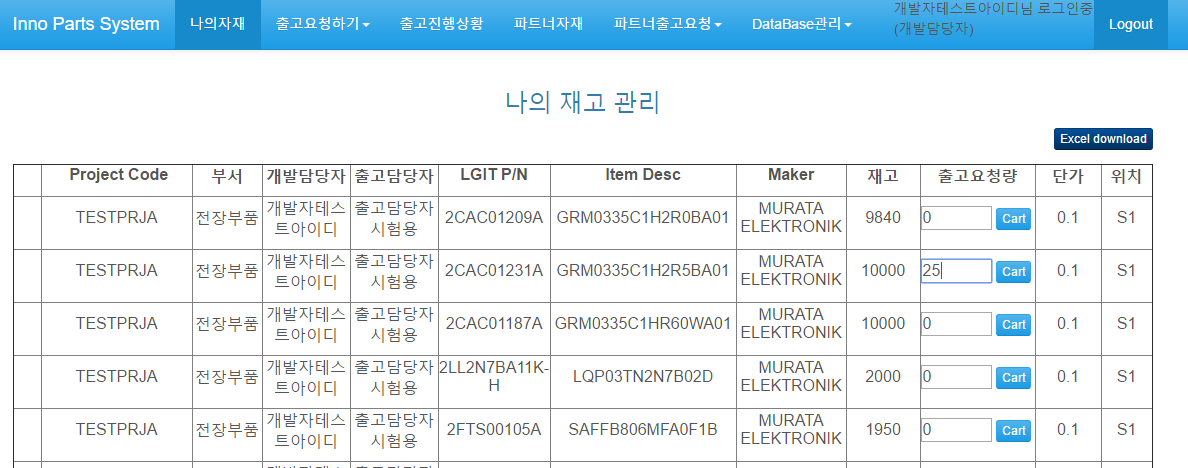 Inno Parts System 나의자재 출고요청하기 출고진행상황 파트너자재 파트너출고요청 DataBase관리 개발자테스트아이디님 로그인중 Logout
(개발담당자)
나의 재고 관리
Excel download
Project Code 부서 개발담당자 출고담당자 LGIT P/N Item Desc Maker 재고 출고요청량 단가 위치
TESTPRJA 전장부품 개발자테스 출고담당자 2CAC01209A GRM0335C1H2R0BA01 MURATA 9840 0 Cart 0.1 S1
트아이디 시험용 ELEKTRONIK
TESTPRJA 전장부품 개발자테스 출고담당자 2CAC01231A GRM0335C1H2R5BA01 MURATA 10000 25 Cart 0.1 S1
트아이디 시험용 ELEKTRONIK
TESTPRJA 전장부품 개발자테스 출고담당자 2CAC01187A GRM0335C1HR60WA01 MURATA 10000 0 Cart 0.1 S1
트아이디 시험용 ELEKTRONIK
TESTPRJA 전장부품 개발자테스 출고담당자 2LL2N7BA11K- LQP03TN2N7B02D MURATA 2000 0 Cart 0.1 S1
트아이디 시험용 H ELEKTRONIK
TESTPRJA 전장부품 개발자테스 출고담당자 2FTS00105A SAFFB806MFA0F1B MURATA 1950 0 Cart 0.1 S1
트아이디 시험용 ELEKTRONIK